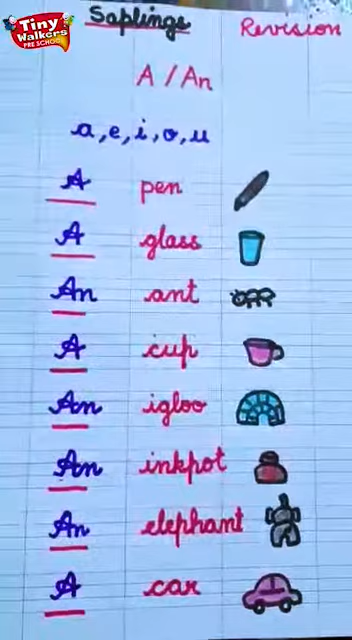 Tiny
Walkers
PRE SCHOOL
Saplings Revision
A / An
a, e, i, o, u
A pen
A glass
An ant
A cup
An igloo
An inkpot
An elephant
A car